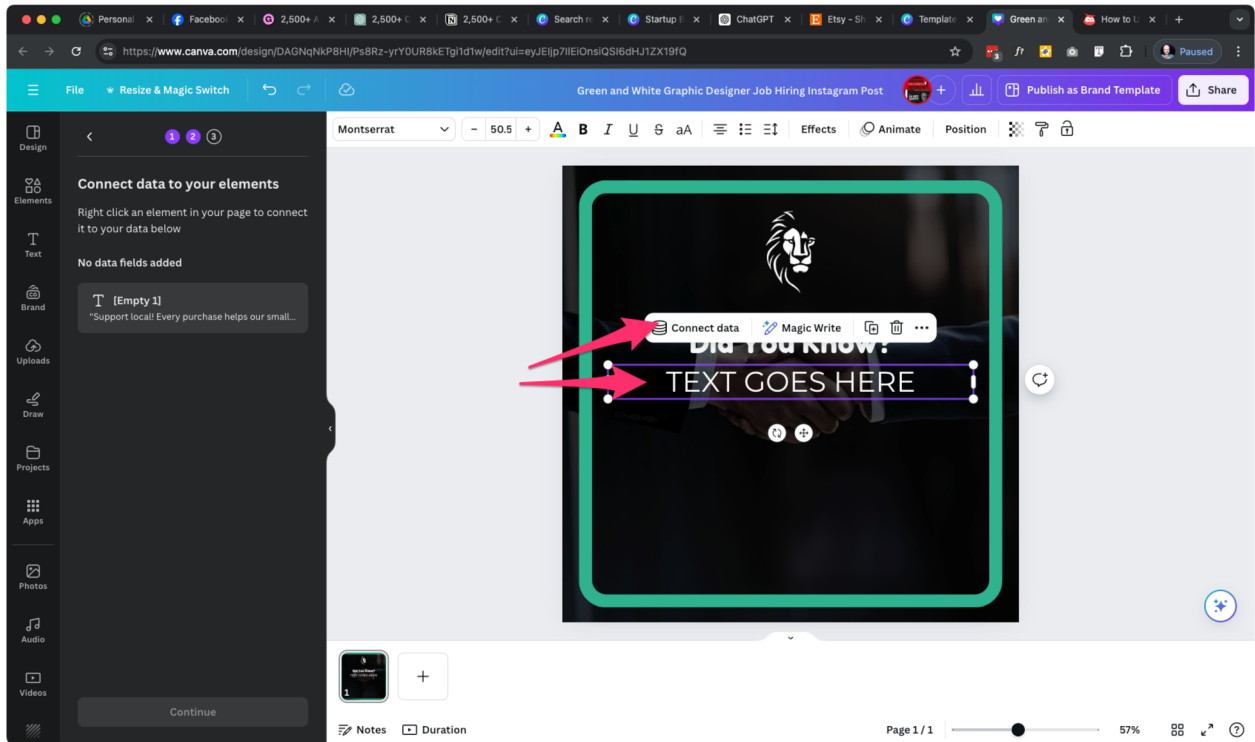 Personal
Facebook
2,500+
2,500+
2,500+
Search
Startup
ChatGPT
Etsy - Sh
Template
Green an
How to U
https://www.canva.com/design/DAGNqNkP8HI/Ps8Rz-yrY0UR8kETgi1d1w/edit?ui=eyJEIjp7IlEiOnsiQSI6dHJ1ZX19fQ
3
Paused
File
Resize & Magic Switch
Green and White Graphic Designer Job Hiring Instagram Post
Publish as Brand Template
Share
Design
Elements
Text
Brand
Uploads
Draw
Projects
Apps
Photos
Audio
Videos
1 2 3
Connect data to your elements
Right click an element in your page to connect
it to your data below
No data fields added
[Empty 1]
"Support local! Every purchase helps our small...
Continue
Montserrat
– 50.5 +
A B I U S aA
Effects
Animate
Position
Connect data
Magic Write
Did You Know?
TEXT GOES HERE
1
Notes
Duration
Page 1 / 1
57%